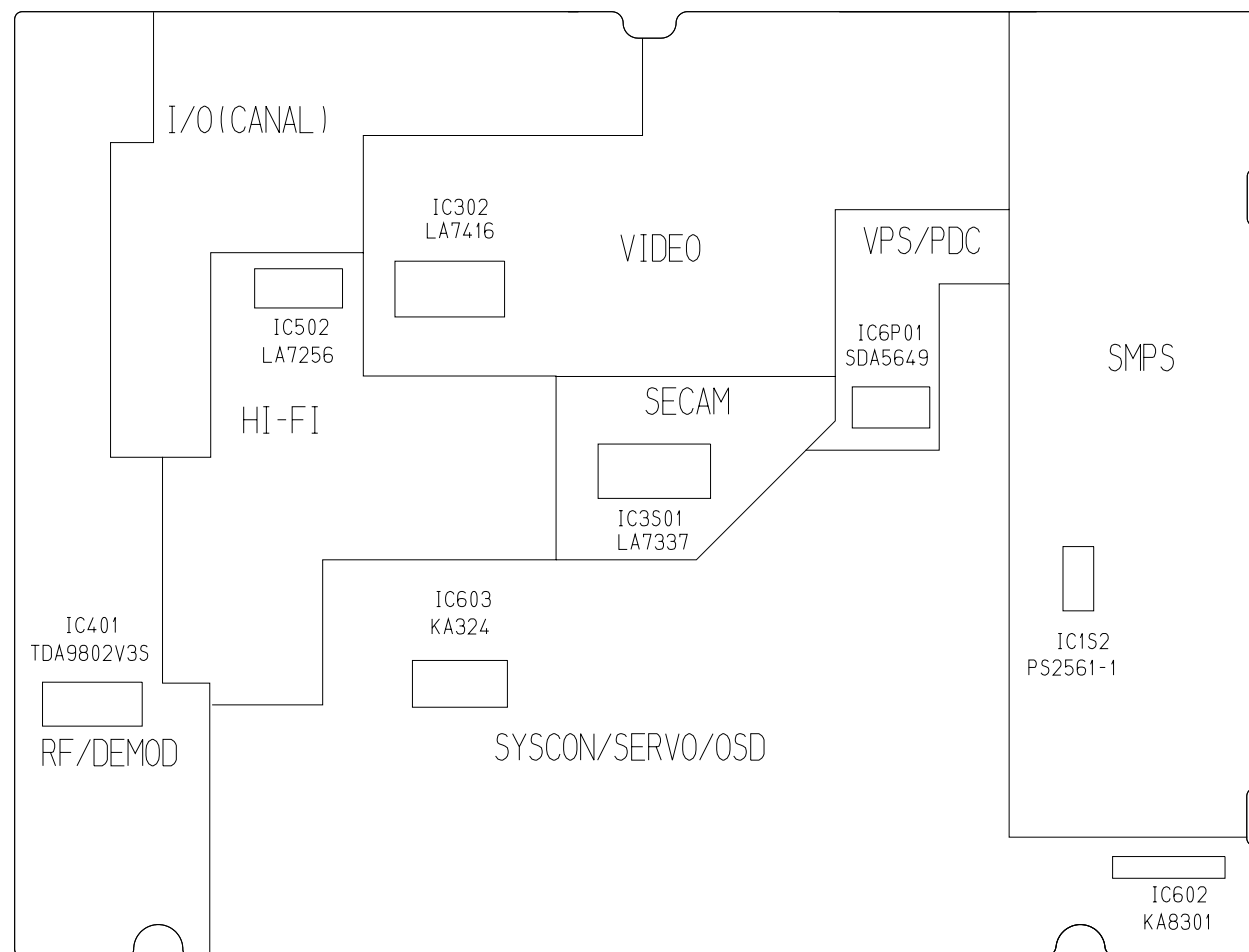 I/O(CANAL)
IC302
LA7416
VIDEO
VPS/PDC
IC502
LA7256
IC6P01
SDA5649
SMPS
HI-FI
SECAM
IC3S01
LA7337
IC603
KA324
IC401
TDA9802V3S
IC1S2
PS2561-1
RF/DEMOD
SYSCON/SERVO/OSD
IC602
KA8301